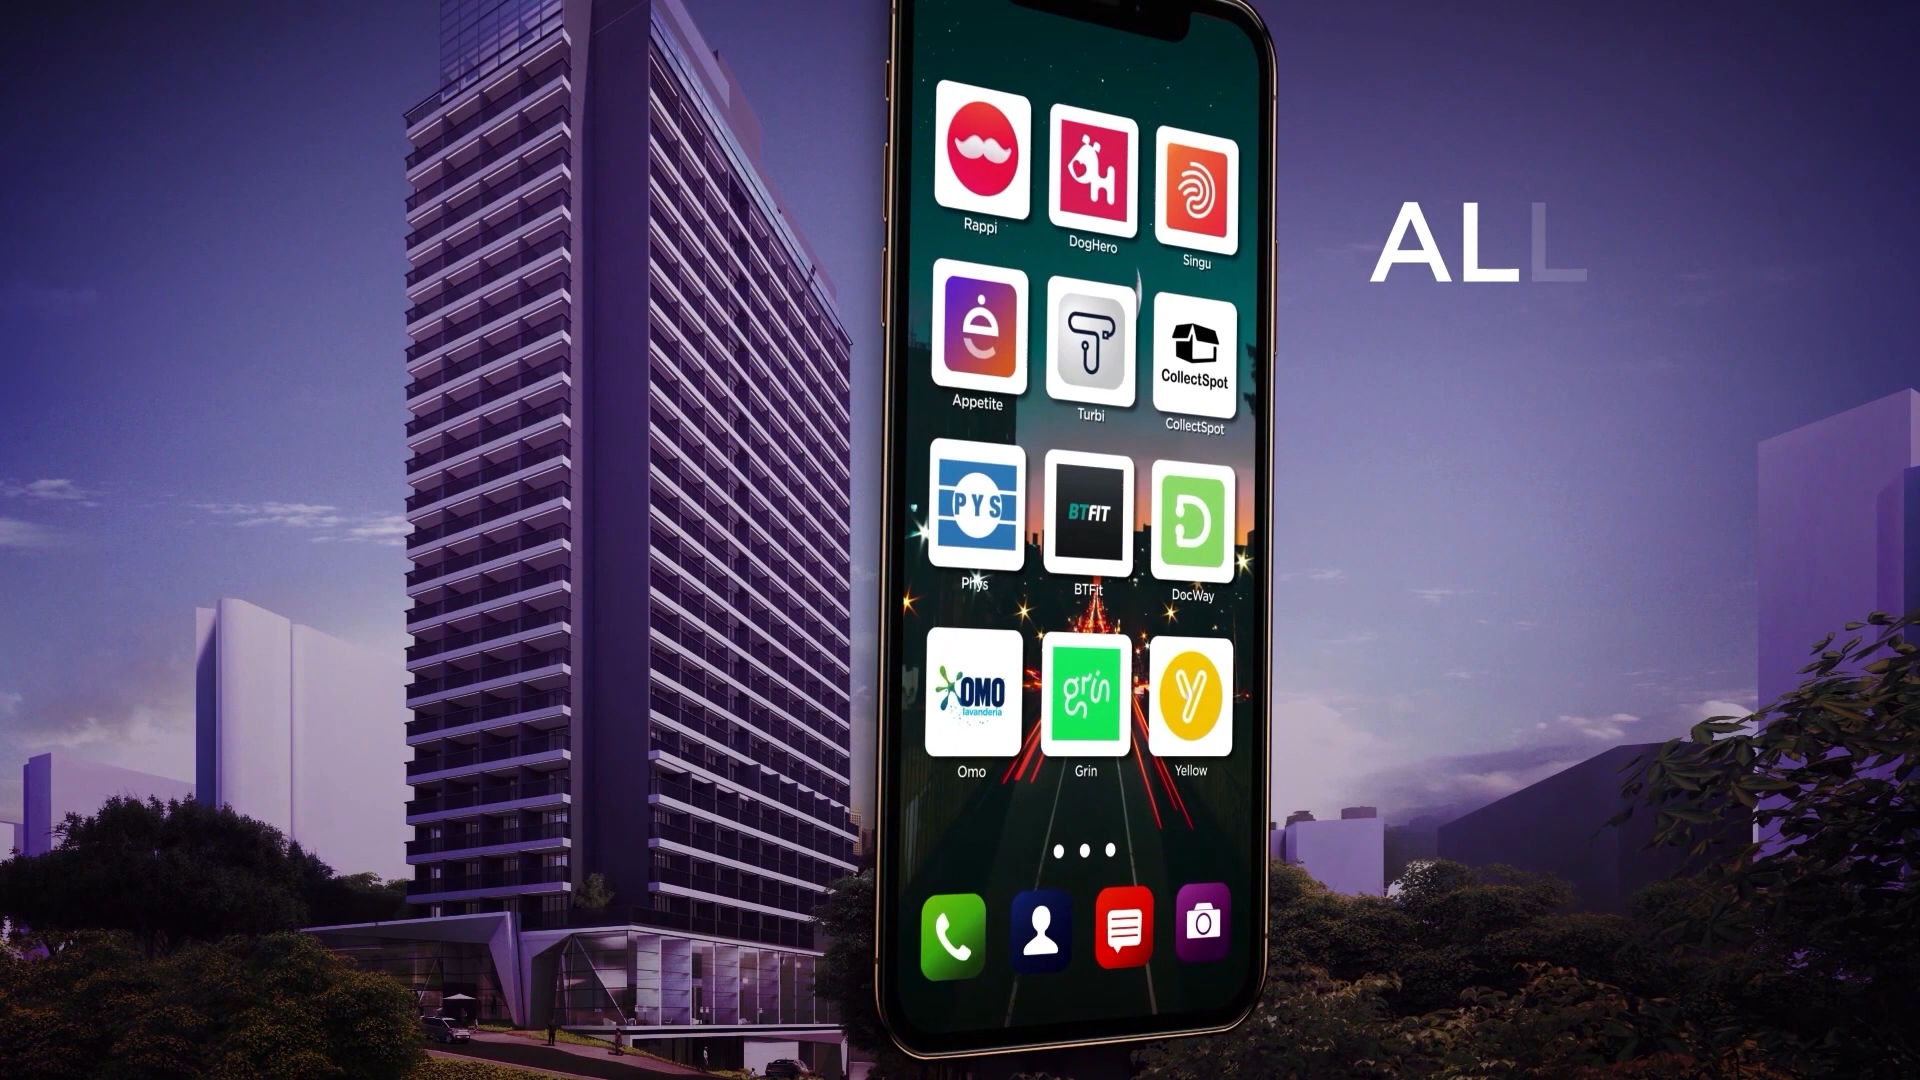 ALL
Rappi
DogHero
Singu
Appetite
Turbi
CollectSpot
CollectSpot
PYS
Phys
BTFIT
BTFit
DocWay
OMO
lavanderia
Omo
grin
Grin
Yellow